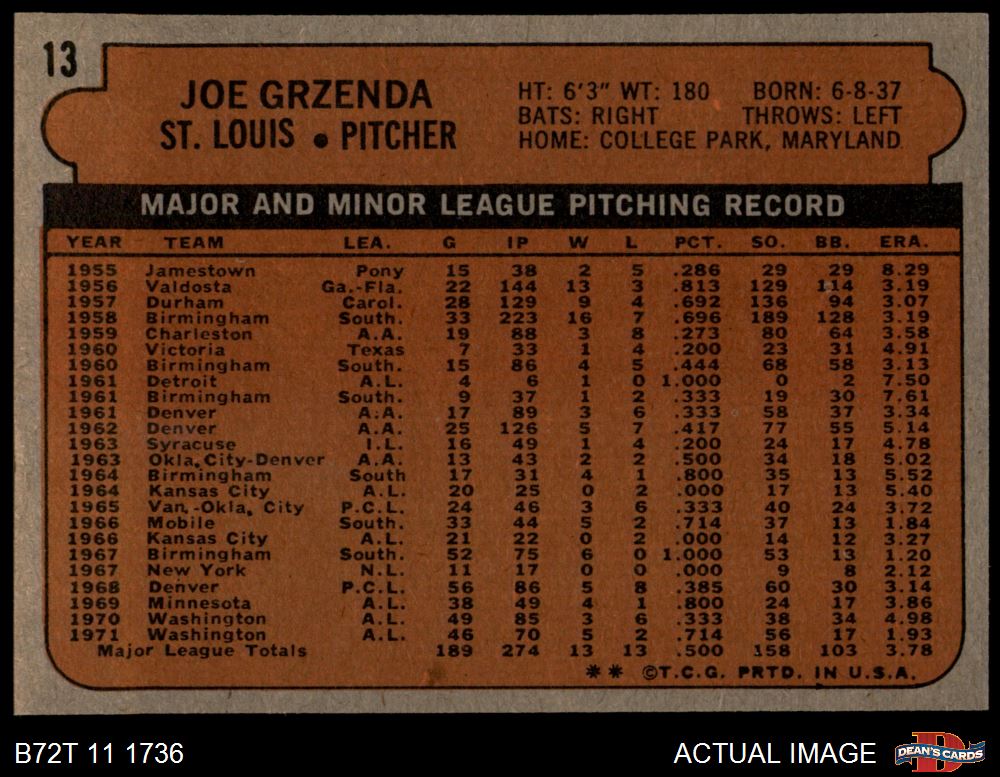 13
JOE GRZENDA
ST. LOUIS • PITCHER
HT: 6'3" WT: 180 BORN: 6-8-37
BATS: RIGHT THROWS: LEFT
HOME: COLLEGE PARK, MARYLAND
MAJOR AND MINOR LEAGUE PITCHING RECORD
YEAR TEAM LEA. G IP W L PCT. SO. BB. ERA.
1955 Jamestown Pony 15 38 2 5 .286 29 29 8.29
1956 Valdosta Ga.-Fla. 22 144 13 3 .813 129 114 3.19
1957 Durham Carol. 28 129 9 4 .692 136 94 3.07
1958 Birmingham South. 33 223 16 7 .696 189 128 3.19
1959 Charleston A.A. 19 88 3 8 .273 80 64 3.58
1960 Victoria Texas 7 33 1 4 .200 23 31 4.91
1960 Birmingham South. 15 86 4 5 .444 68 58 3.13
1961 Detroit A.L. 4 6 1 0 1.000 0 2 7.50
1961 Birmingham South. 9 37 1 2 .333 19 30 7.61
1961 Denver A.A. 17 89 3 6 .333 58 37 3.34
1962 Denver A.A. 25 126 5 7 .417 77 55 5.14
1963 Syracuse I.L. 16 49 1 4 .200 24 17 4.78
1963 Okla. City-Denver A.A. 13 43 2 2 .500 34 18 5.02
1964 Birmingham South 17 31 4 1 .800 35 13 5.52
1964 Kansas City A.L. 20 25 0 2 .000 17 13 5.40
1965 Van.-Okla. City P.C.L. 24 46 3 6 .333 40 24 3.72
1966 Mobile South. 33 44 5 2 .714 37 13 1.84
1966 Kansas City A.L. 21 22 0 2 .000 14 12 3.27
1967 Birmingham South. 52 75 6 0 1.000 53 13 1.20
1967 New York N.L. 11 17 0 0 .000 9 8 2.12
1968 Denver P.C.L. 56 86 5 8 .385 60 30 3.14
1969 Minnesota A.L. 38 49 4 1 .800 24 17 3.86
1970 Washington A.L. 49 85 3 6 .333 38 34 4.98
1971 Washington A.L. 46 70 5 2 .714 56 17 1.93
Major League Totals 189 274 13 13 .500 158 103 3.78
** ©T.C.G. PRTD. IN U.S.A.
B72T 11 1736
ACTUAL IMAGE
DEAN'S CARDS